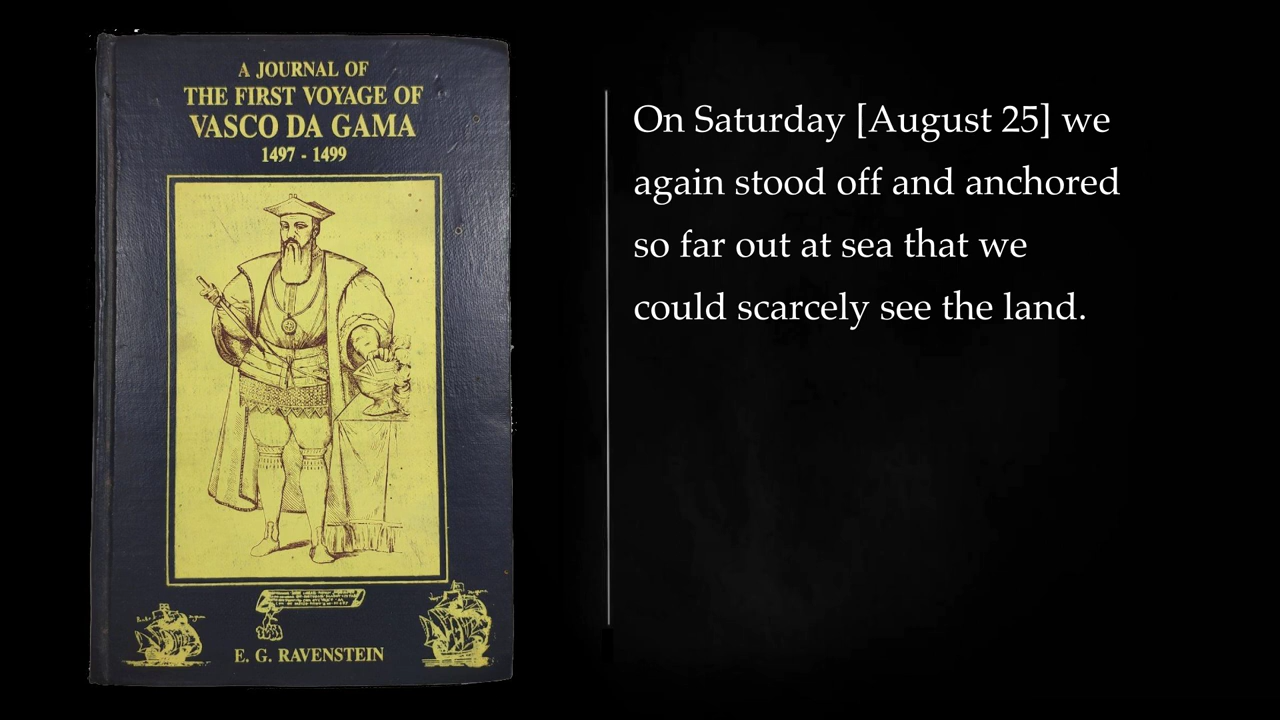 A JOURNAL OF
THE FIRST VOYAGE OF
VASCO DA GAMA
1497 - 1499
E. G. RAVENSTEIN
On Saturday [August 25] we
again stood off and anchored
so far out at sea that we
could scarcely see the land.